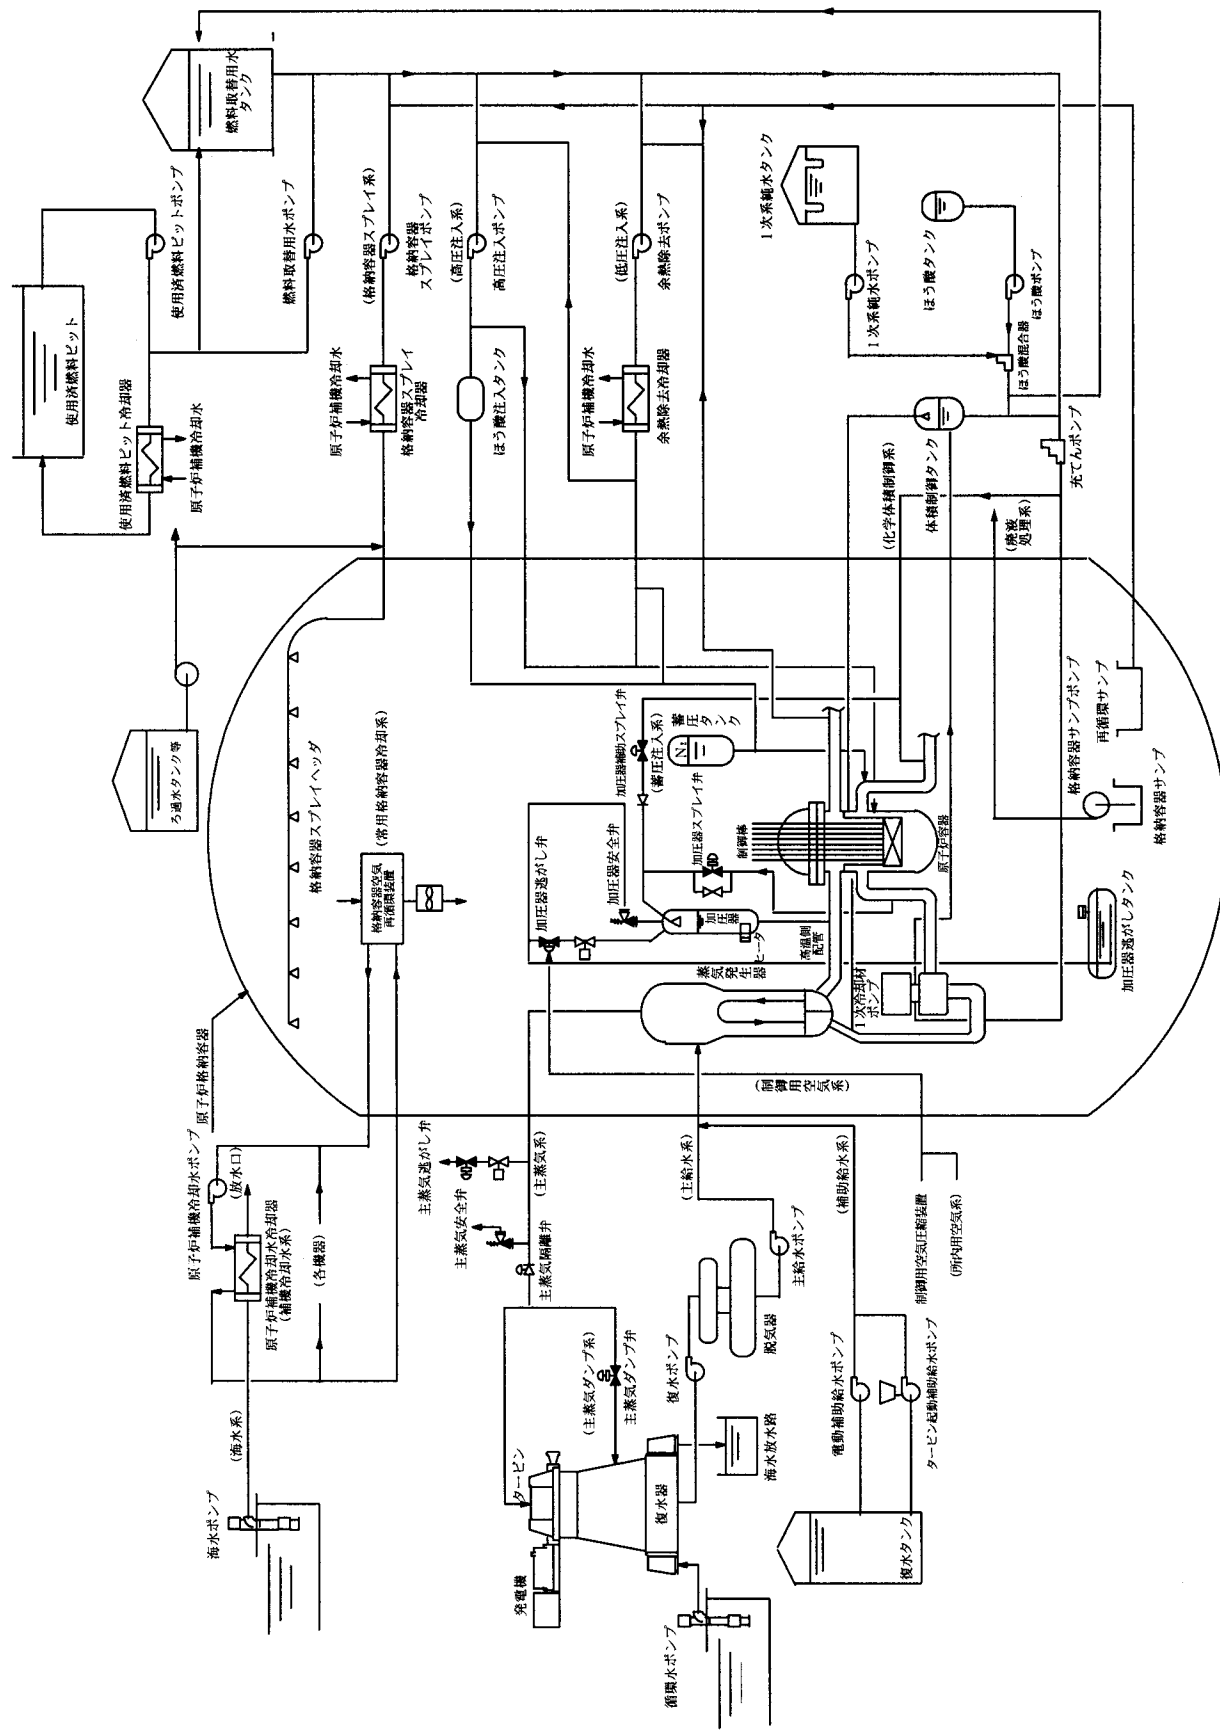 使用済燃料ピット
使用済燃料ピットポンプ
使用済燃料ピット冷却器
原子炉補機冷却水
燃料取替用水
タンク
燃料取替用水ポンプ
(格納容器スプレイ系)
格納容器
スプレイポンプ
原子炉補機冷却水
格納容器スプレイ
冷却器
(高圧注入系)
高圧注入ポンプ
ほう酸注入タンク
(低圧注入系)
余熱除去ポンプ
原子炉補機冷却水
余熱除去冷却器
1次系純水タンク
1次系純水ポンプ
ほう酸タンク
ほう酸ポンプ
ほう酸混合器
(化学体積制御系)
体積制御タンク
充てんポンプ
(廃液
処理系)
ろ過水タンク等
格納容器スプレイヘッダ
(常用格納容器冷却系)
格納容器空気
再循環装置
加圧器逃がし弁
加圧器安全弁
加圧器補助スプレイ弁
(蓄圧注入系)
蓄圧
タンク
N₂
加圧器スプレイ弁
制御棒
加圧器
ヒータ
高温側
配管
原子炉容器
蒸気
発生
器
1次冷却材
ポンプ
格納容器サンプポンプ
再循環サンプ
格納容器サンプ
加圧器逃がしタンク
(制御用空気系)
原子炉格納容器
原子炉補機冷却水ポンプ
(放水口)
原子炉補機冷却水冷却器
(補機冷却水系)
(各機器)
(海水系)
海水ポンプ
主蒸気逃がし弁
主蒸気安全弁
(主蒸気系)
主蒸気隔離弁
(主蒸気ダンプ系)
主蒸気ダンプ弁
タービン
発電機
復水器
循環水ポンプ
海水放水路
復水ポンプ
脱気器
主給水ポンプ
(主給水系)
(補助給水系)
電動補助給水ポンプ
タービン起動補助給水ポンプ
復水タンク
制御用空気圧縮装置
(所内用空気系)